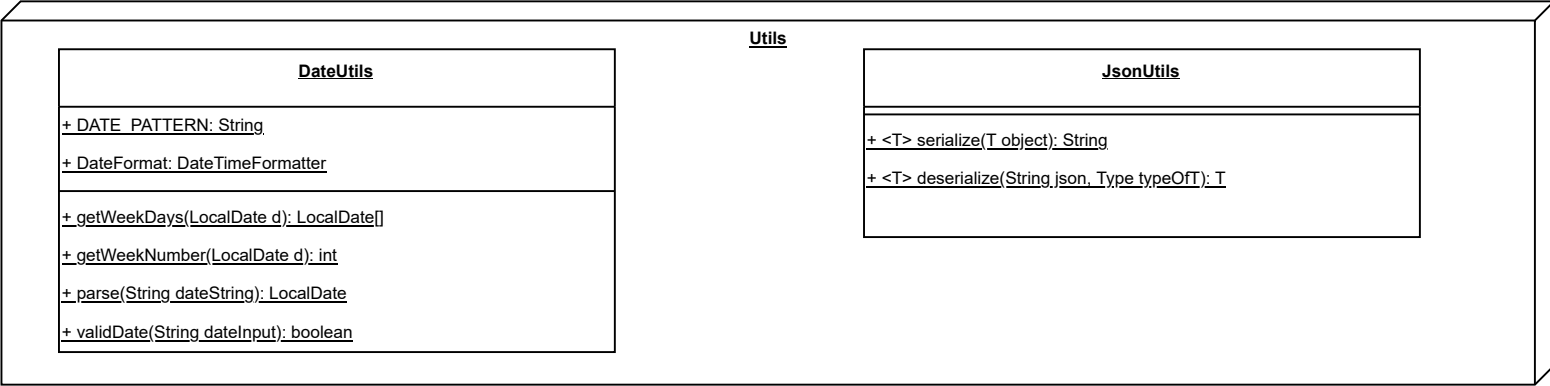 Utils
DateUtils
+ DATE_PATTERN: String
+ DateFormat: DateTimeFormatter
+ getWeekDays(LocalDate d): LocalDate[]
+ getWeekNumber(LocalDate d): int
+ parse(String dateString): LocalDate
+ validDate(String dateInput): boolean
JsonUtils
+ <T> serialize(T object): String
+ <T> deserialize(String json, Type typeOfT): T